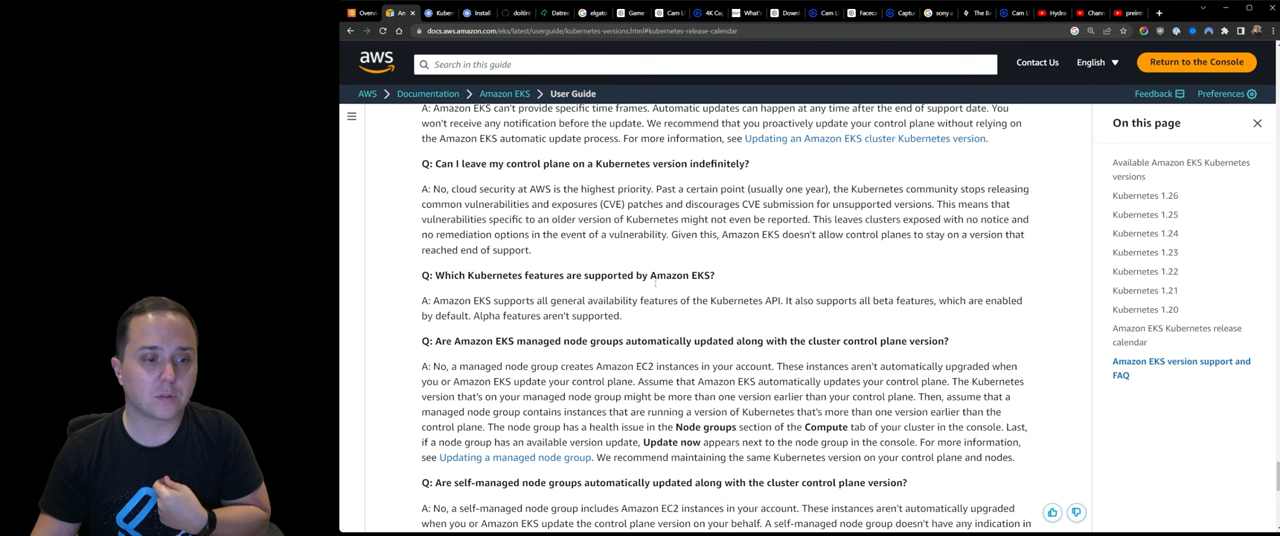 Overvi
An
Kubern
Install
doitin
Datree
elgato
Game
Cam L
4K Cap
What's
Down
Cam L
Faceca
Captu
sony a
The B
Cam L
Hydra
Chann
preint
docs.aws.amazon.com/eks/latest/userguide/kubernetes-versions.html#kubernetes-release-calendar
aws
Search in this guide
Contact Us
English
Return to the Console
AWS > Documentation > Amazon EKS > User Guide
Feedback
Preferences
A: Amazon EKS can't provide specific time frames. Automatic updates can happen at any time after the end of support date. You
won't receive any notification before the update. We recommend that you proactively update your control plane without relying on
the Amazon EKS automatic update process. For more information, see Updating an Amazon EKS cluster Kubernetes version.
Q: Can I leave my control plane on a Kubernetes version indefinitely?
A: No, cloud security at AWS is the highest priority. Past a certain point (usually one year), the Kubernetes community stops releasing
common vulnerabilities and exposures (CVE) patches and discourages CVE submission for unsupported versions. This means that
vulnerabilities specific to an older version of Kubernetes might not even be reported. This leaves clusters exposed with no notice and
no remediation options in the event of a vulnerability. Given this, Amazon EKS doesn't allow control planes to stay on a version that
reached end of support.
Q: Which Kubernetes features are supported by Amazon EKS?
A: Amazon EKS supports all general availability features of the Kubernetes API. It also supports all beta features, which are enabled
by default. Alpha features aren't supported.
Q: Are Amazon EKS managed node groups automatically updated along with the cluster control plane version?
A: No, a managed node group creates Amazon EC2 instances in your account. These instances aren't automatically upgraded when
you or Amazon EKS update your control plane. Assume that Amazon EKS automatically updates your control plane. The Kubernetes
version that's on your managed node group might be more than one version earlier than your control plane. Then, assume that a
managed node group contains instances that are running a version of Kubernetes that's more than one version earlier than the
control plane. The node group has a health issue in the Node groups section of the Compute tab of your cluster in the console. Last,
if a node group has an available version update, Update now appears next to the node group in the console. For more information,
see Updating a managed node group. We recommend maintaining the same Kubernetes version on your control plane and nodes.
Q: Are self-managed node groups automatically updated along with the cluster control plane version?
A: No, a self-managed node group includes Amazon EC2 instances in your account. These instances aren't automatically upgraded
when you or Amazon EKS update the control plane version on your behalf. A self-managed node group doesn't have any indication in
On this page
Available Amazon EKS Kubernetes
versions
Kubernetes 1.26
Kubernetes 1.25
Kubernetes 1.24
Kubernetes 1.23
Kubernetes 1.22
Kubernetes 1.21
Kubernetes 1.20
Amazon EKS Kubernetes release
calendar
Amazon EKS version support and
FAQ